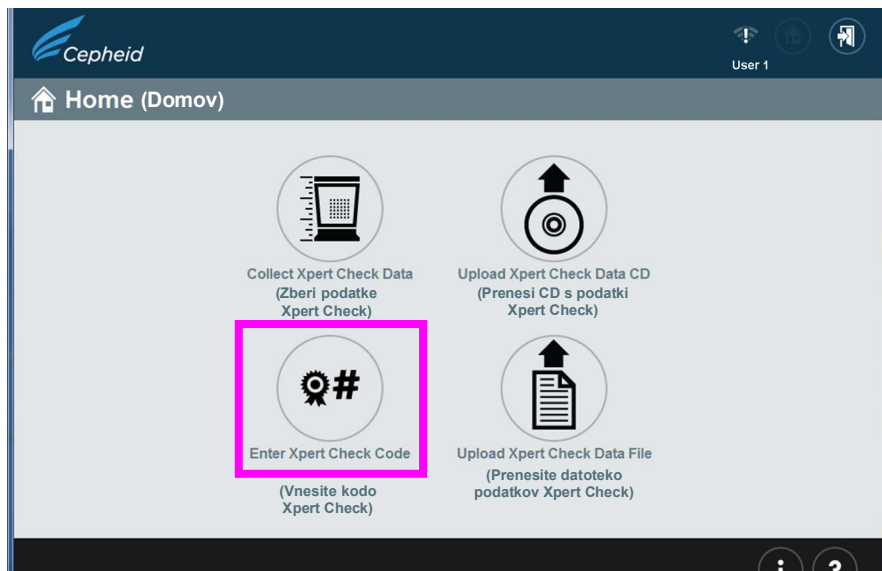 Cepheid
User 1
Home (Domov)
Collect Xpert Check Data
(Zberi podatke
Xpert Check)
Upload Xpert Check Data CD
(Prenesi CD s podatki
Xpert Check)
#
Enter Xpert Check Code
(Vnesite kodo
Xpert Check)
Upload Xpert Check Data File
(Prenesite datoteko
podatkov Xpert Check)
i ?